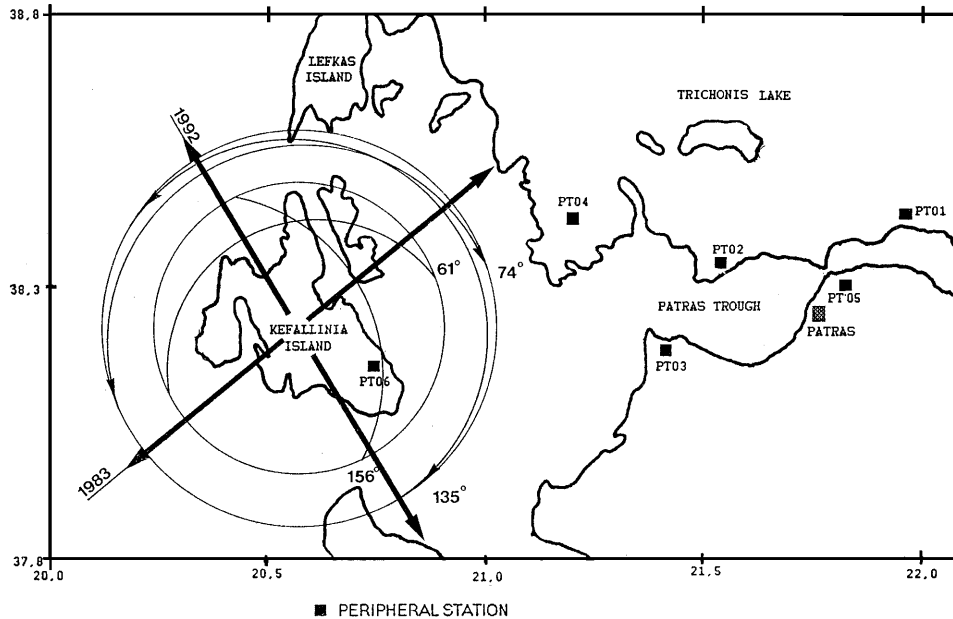 38,8
LEFKAS
ISLAND
TRICHONIS LAKE
1992
PT04
PT01
PT02
61°
74°
38,3
PATRAS TROUGH
PT05
PATRAS
KEFALLINIA
ISLAND
PT03
PT06
156°
135°
1983
37,8
20,0
20,5
21,0
21,5
22,0
PERIPHERAL STATION